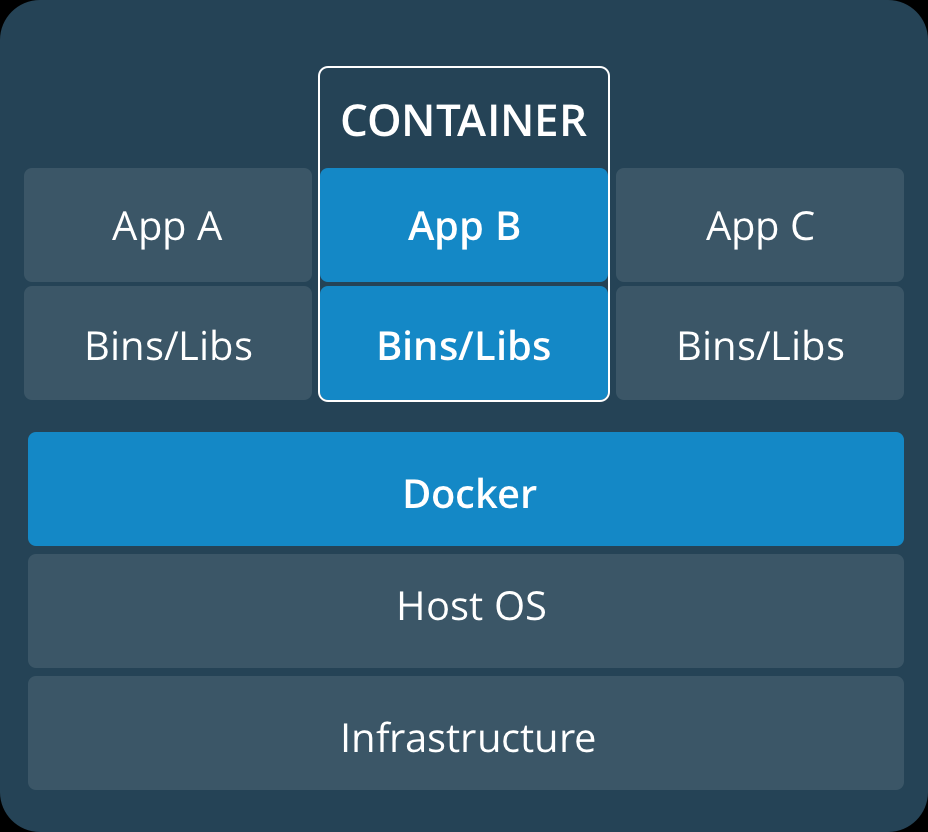 CONTAINER
App A
App B
App C
Bins/Libs
Bins/Libs
Bins/Libs
Docker
Host OS
Infrastructure